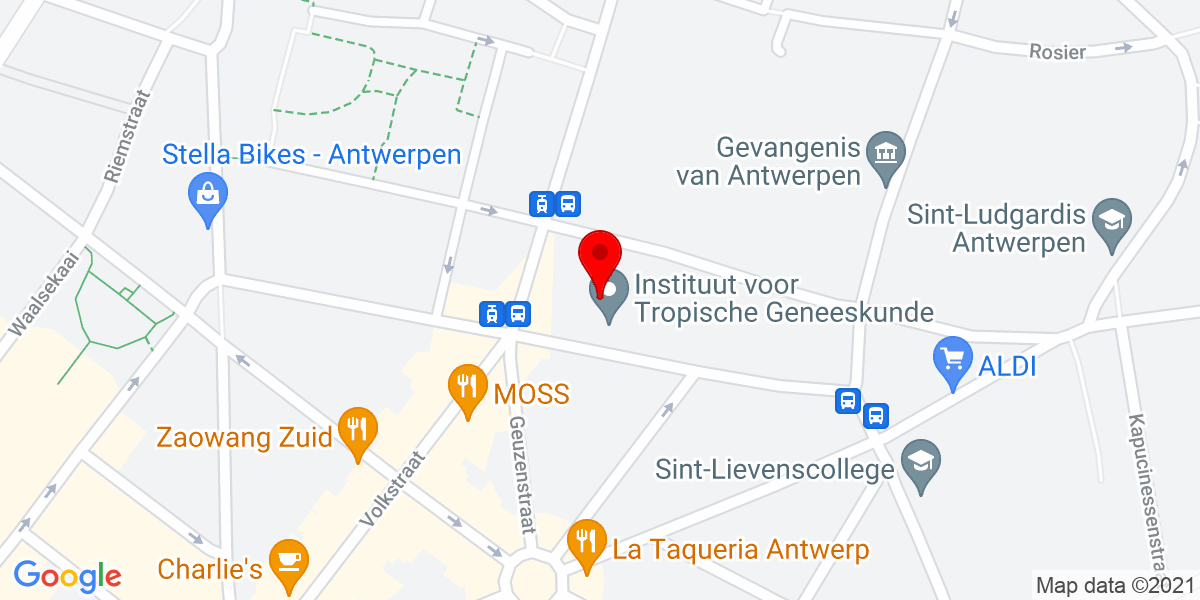 Rosier
Riemstraat
Gevangenis
van Antwerpen
Stella Bikes - Antwerpen
Sint-Ludgardis
Antwerpen
Waalsekaai
Instituut voor
Tropische Geneeskunde
ALDI
MOSS
Zaowang Zuid
Geuzenstraat
Kapucinessenstra
Volkstraat
Sint-Lievenscollege
La Taqueria Antwerp
Charlie's
Google
Map data ©2021